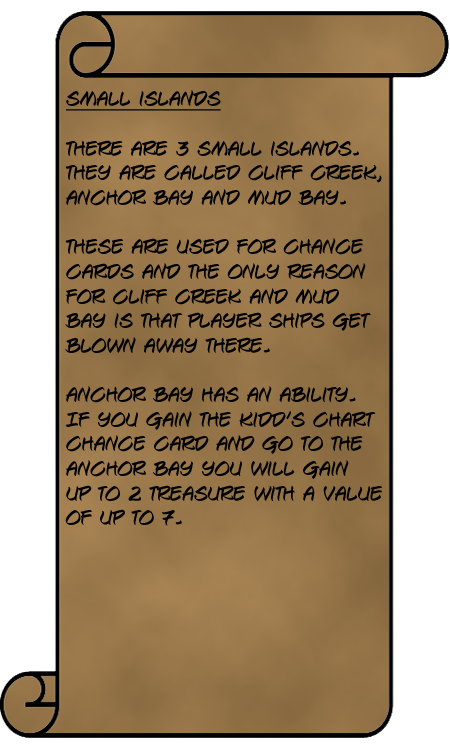 SMALL ISLANDS
THERE ARE 3 SMALL ISLANDS.
THEY ARE CALLED CLIFF CREEK,
ANCHOR BAY AND MUD BAY.
THESE ARE USED FOR CHANCE
CARDS AND THE ONLY REASON
FOR CLIFF CREEK AND MUD
BAY IS THAT PLAYER SHIPS GET
BLOWN AWAY THERE.
ANCHOR BAY HAS AN ABILITY.
IF YOU GAIN THE KIDD'S CHART
CHANCE CARD AND GO TO THE
ANCHOR BAY YOU WILL GAIN
UP TO 2 TREASURE WITH A VALUE
OF UP TO 7.